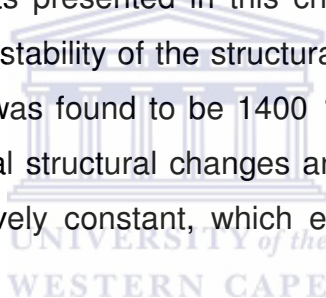 s presented in this ch
stability of the structura
was found to be 1400
al structural changes ar
vely constant, which e
UNIVERSITY of the
WESTERN CAPE